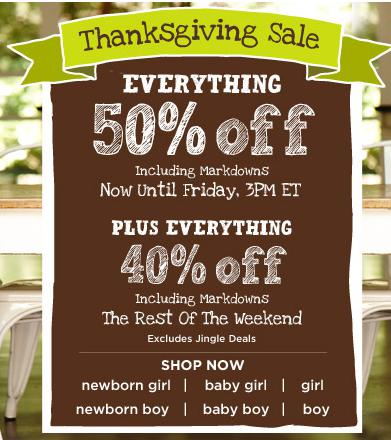 Thanksgiving Sale
EVERYTHING
50% off
Including Markdowns
Now Until Friday, 3PM ET
PLUS EVERYTHING
40% off
Including Markdowns
The Rest Of The Weekend
Excludes Jingle Deals
SHOP NOW
newborn girl | baby girl | girl
newborn boy | baby boy | boy